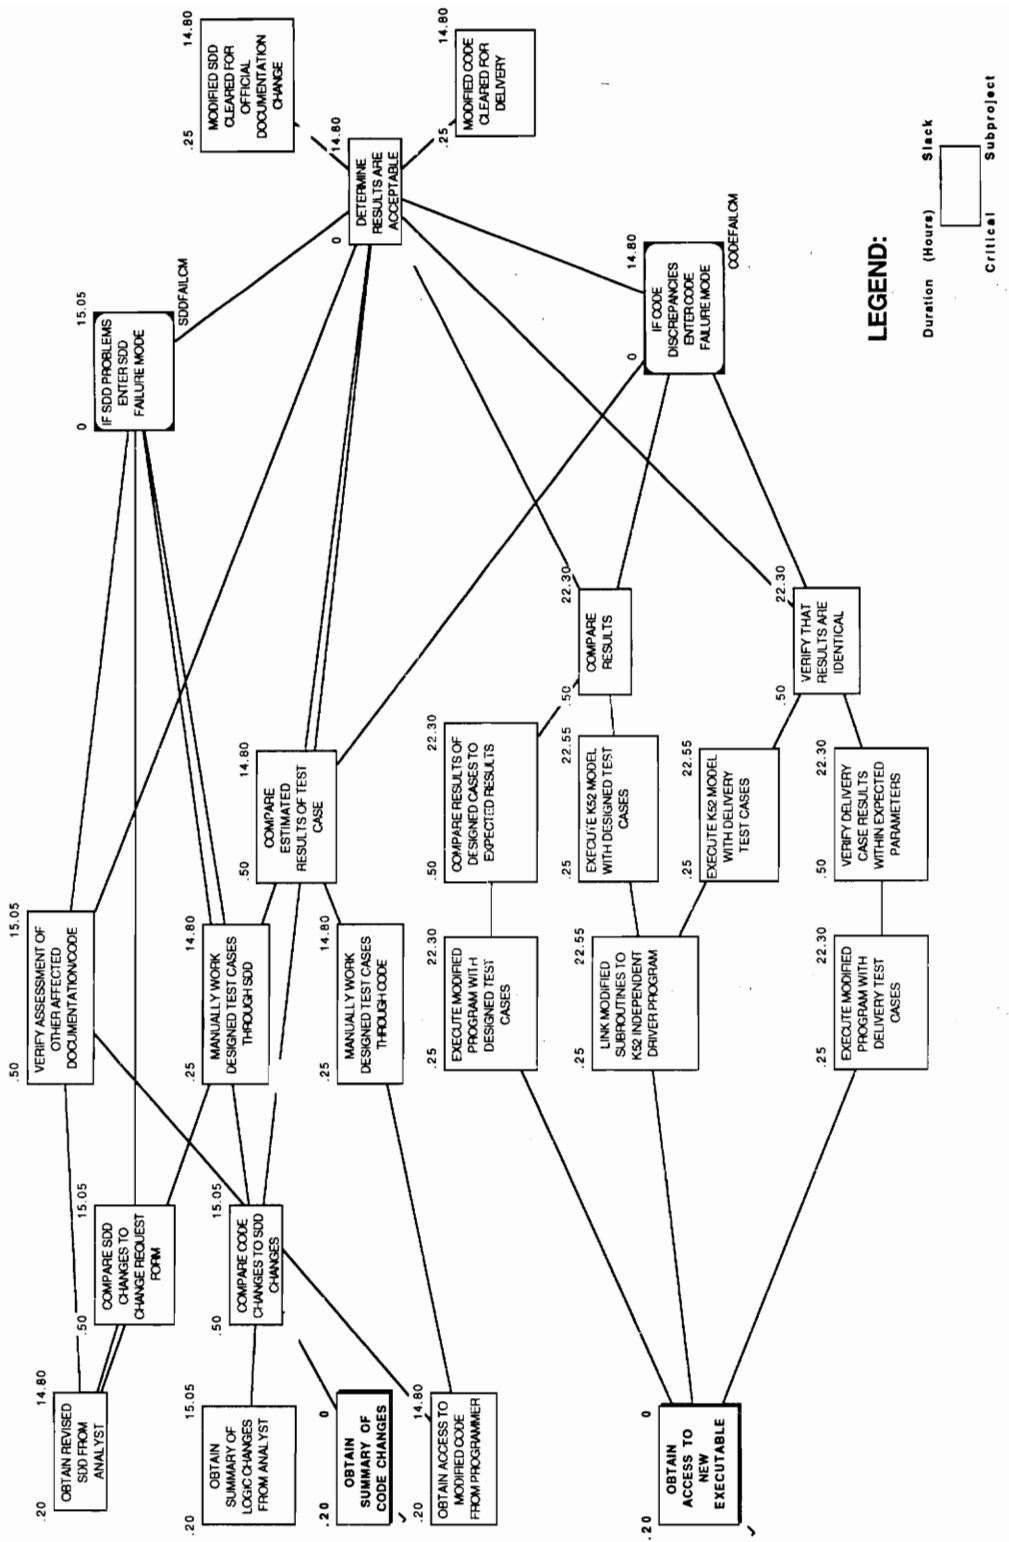 .20
14.80
OBTAIN REVISED
SDD FROM
ANALYST
.20
15.05
OBTAIN
SUMMARY OF
LOGIC CHANGES
FROM ANALYST
.20
0
OBTAIN
SUMMARY OF
CODE CHANGES
.20
14.80
OBTAIN ACCESS TO
MODIFIED CODE
FROM PROGRAMMER
.20
0
OBTAIN
ACCESS TO
NEW
EXECUTABLE
.50
15.05
COMPARE SDD
CHANGES TO
CHANGE REQUEST
FORM
.50
15.05
COMPARE CODE
CHANGES TO SDD
CHANGES
.50
15.05
VERIFY ASSESSMENT OF
OTHER AFFECTED
DOCUMENTATION/CODE
.25
14.80
MANUALLY WORK
DESIGNED TEST CASES
THROUGH SDD
.25
14.80
MANUALLY WORK
DESIGNED TEST CASES
THROUGH CODE
.25
22.30
EXECUTE MODIFIED
PROGRAM WITH
DESIGNED TEST
CASES
.25
22.55
LINK MODIFIED
SUBROUTINES TO
K52 INDEPENDENT
DRIVER PROGRAM
.25
22.30
EXECUTE MODIFIED
PROGRAM WITH
DELIVERY TEST
CASES
.50
14.80
COMPARE
ESTIMATED
RESULTS OF TEST
CASE
.50
22.30
COMPARE RESULTS OF
DESIGNED CASES TO
EXPECTED RESULTS
.25
22.55
EXECUTE K52 MODEL
WITH DESIGNED TEST
CASES
.25
22.55
EXECUTE K52 MODEL
WITH DELIVERY
TEST CASES
.50
22.30
VERIFY DELIVERY
CASE RESULTS
WITHIN EXPECTED
PARAMETERS
.50
22.30
COMPARE
RESULTS
.50
22.30
VERIFY THAT
RESULTS ARE
IDENTICAL
0
15.05
IF SDD PROBLEMS
ENTER SDD
FAILURE MODE
SDDFAILCM
0
14.80
IF CODE
DISCREPANCIES
ENTER CODE
FAILURE MODE
CODEFAILCM
0
14.80
DETERMINE
RESULTS ARE
ACCEPTABLE
.25
14.80
MODIFIED SDD
CLEARED FOR
OFFICIAL
DOCUMENTATION
CHANGE
.25
14.80
MODIFIED CODE
CLEARED FOR
DELIVERY
LEGEND:
Duration (Hours) Slack
Critical Subproject